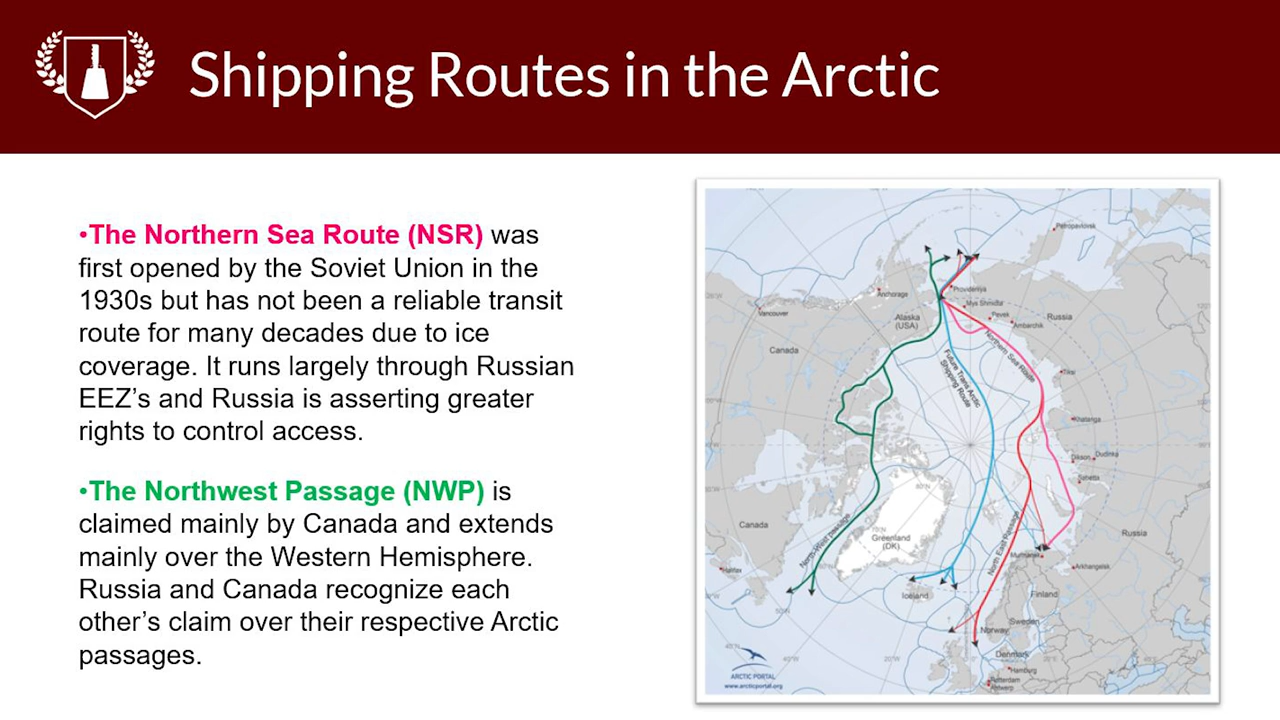 Shipping Routes in the Arctic
•The Northern Sea Route (NSR) was
first opened by the Soviet Union in the
1930s but has not been a reliable transit
route for many decades due to ice
coverage. It runs largely through Russian
EEZ’s and Russia is asserting greater
rights to control access.
•The Northwest Passage (NWP) is
claimed mainly by Canada and extends
mainly over the Western Hemisphere.
Russia and Canada recognize each
other’s claim over their respective Arctic
passages.
Petropavlovsk
Anchorage
Provideniya
Mys Shmidta
Vancouver
Alaska
(USA)
Pevek
Ambarchik
Russia
Canada
Northern Sea Route
Future Trans Arctic
Shipping Route
Tiksi
Khatanga
Dikson
Dudinka
Canada
Greenland
(DK)
North West passage
North East Passage
Russia
Murmansk
Arkhangelsk
Halifax
Iceland
Finland
Sweden
Norway
Denmark
Hamburg
Rotterdam
Antwerp
ARCTIC PORTAL
www.arcticportal.org